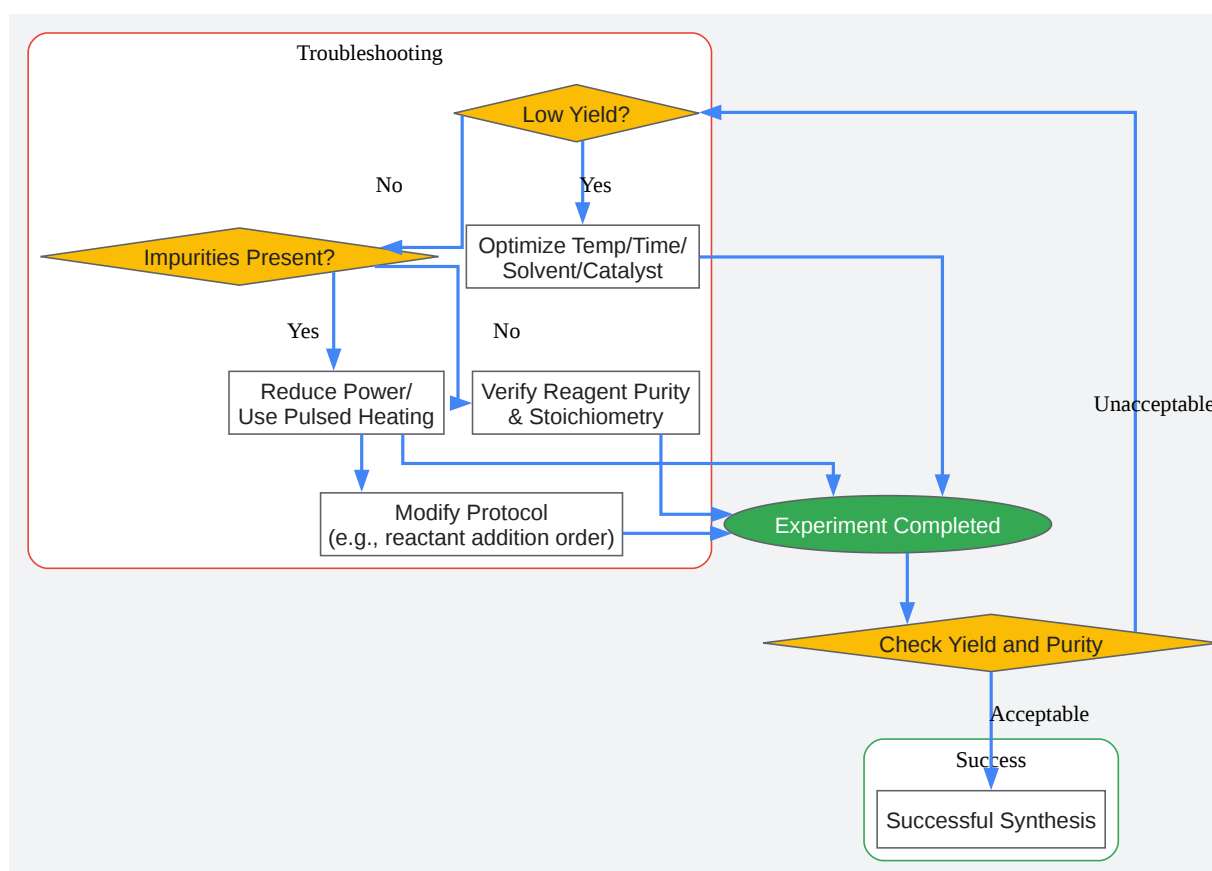 Troubleshooting
Low Yield?
No
Yes
Optimize Temp/Time/
Solvent/Catalyst
Impurities Present?
Yes
No
Reduce Power/
Use Pulsed Heating
Verify Reagent Purity
& Stoichiometry
Unacceptable
Modify Protocol
(e.g., reactant addition order)
Experiment Completed
Check Yield and Purity
Acceptable
Success
Successful Synthesis